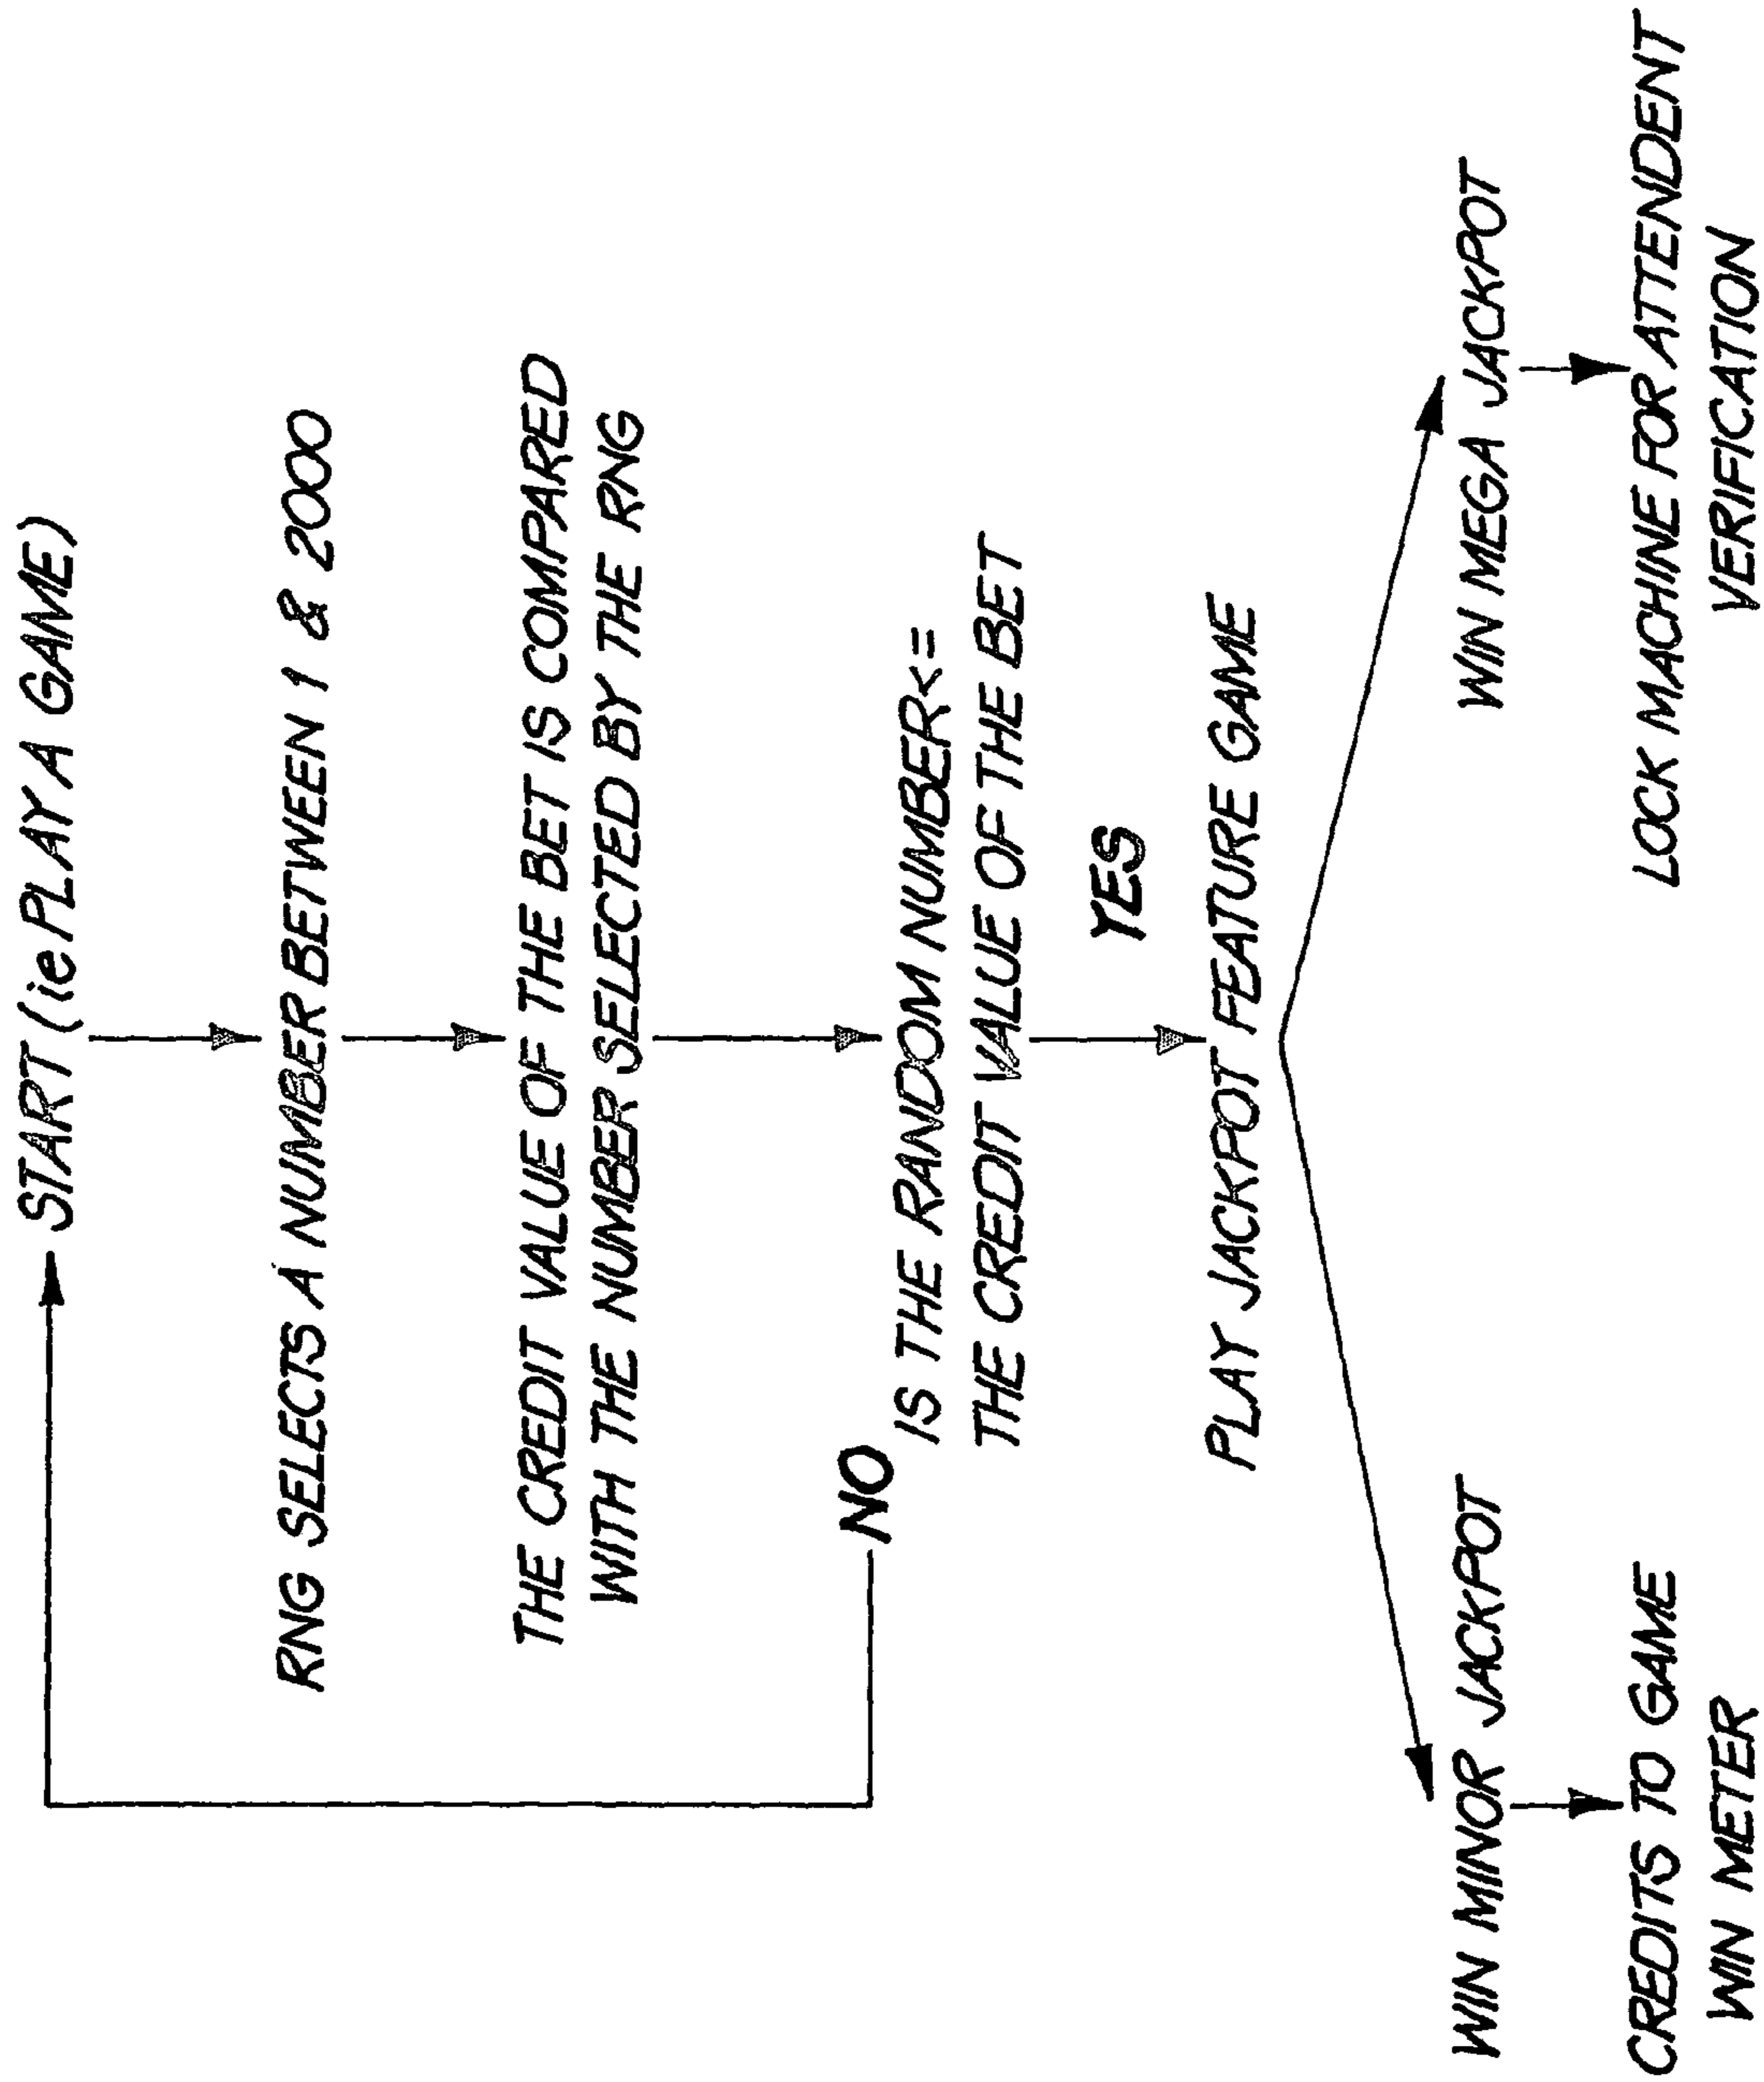 START (ie PLAY A GAME)
RNG SELECTS A NUMBER BETWEEN 1 & 2000
THE CREDIT VALUE OF THE BET IS COMPARED
WITH THE NUMBER SELECTED BY THE RNG
NO
IS THE RANDOM NUMBER<=
THE CREDIT VALUE OF THE BET
YES
PLAY JACKPOT FEATURE GAME
WIN MINOR JACKPOT
WIN MEGA JACKPOT
CREDITS TO GAME
WIN METER
LOCK MACHINE FOR ATTENDENT
VERIFICATION